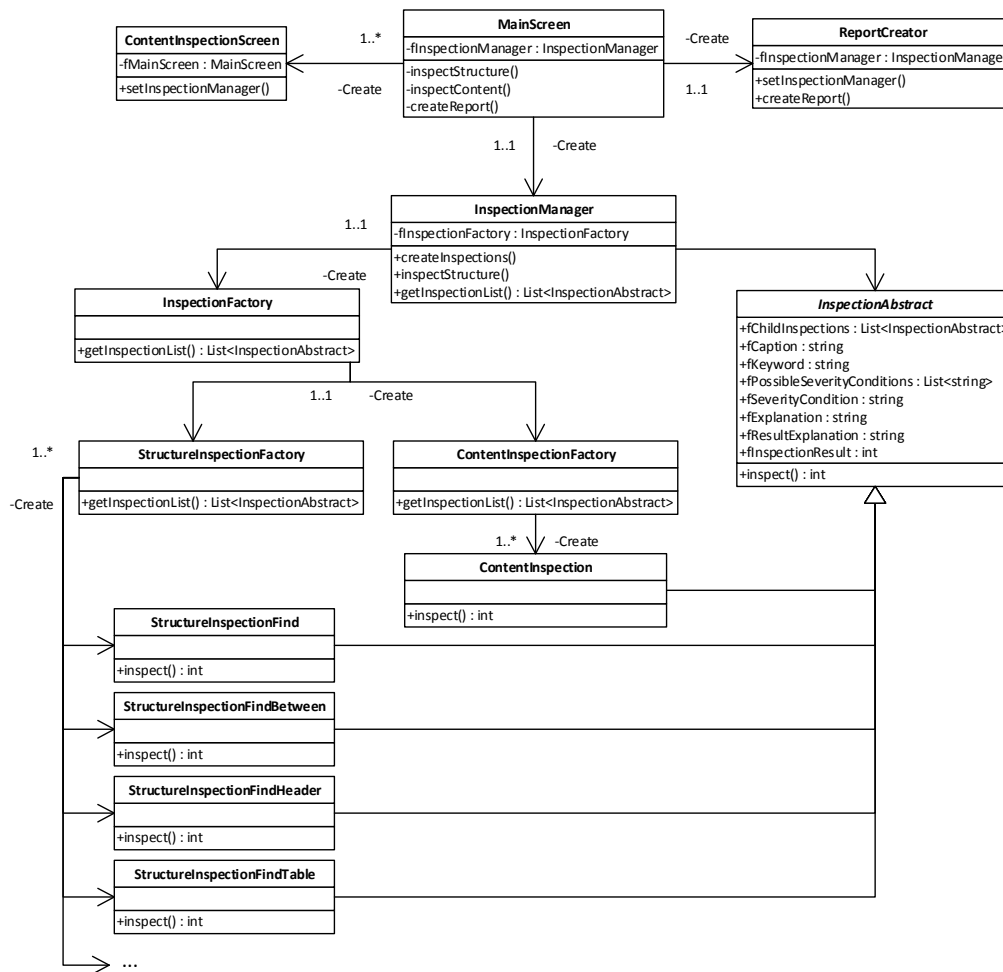 MainScreen
-fInspectionManager : InspectionManager
-inspectStructure()
-inspectContent()
-createReport()
ContentInspectionScreen
-fMainScreen : MainScreen
+setInspectionManager()
1..*
-Create
ReportCreator
-fInspectionManager : InspectionManager
+setInspectionManager()
+createReport()
-Create
1..1
1..1
-Create
InspectionManager
-fInspectionFactory : InspectionFactory
+createInspections()
+inspectStructure()
+getInspectionList() : List<InspectionAbstract>
1..1
-Create
InspectionFactory
+getInspectionList() : List<InspectionAbstract>
InspectionAbstract
+fChildInspections : List<InspectionAbstract>
+fCaption : string
+fKeyword : string
+fPossibleSeverityConditions : List<string>
+fSeverityCondition : string
+fExplanation : string
+fResultExplanation : string
+fInspectionResult : int
+inspect() : int
1..1
-Create
1..*
-Create
StructureInspectionFactory
+getInspectionList() : List<InspectionAbstract>
ContentInspectionFactory
+getInspectionList() : List<InspectionAbstract>
1..*
-Create
ContentInspection
+inspect() : int
StructureInspectionFind
+inspect() : int
StructureInspectionFindBetween
+inspect() : int
StructureInspectionFindHeader
+inspect() : int
StructureInspectionFindTable
+inspect() : int
...